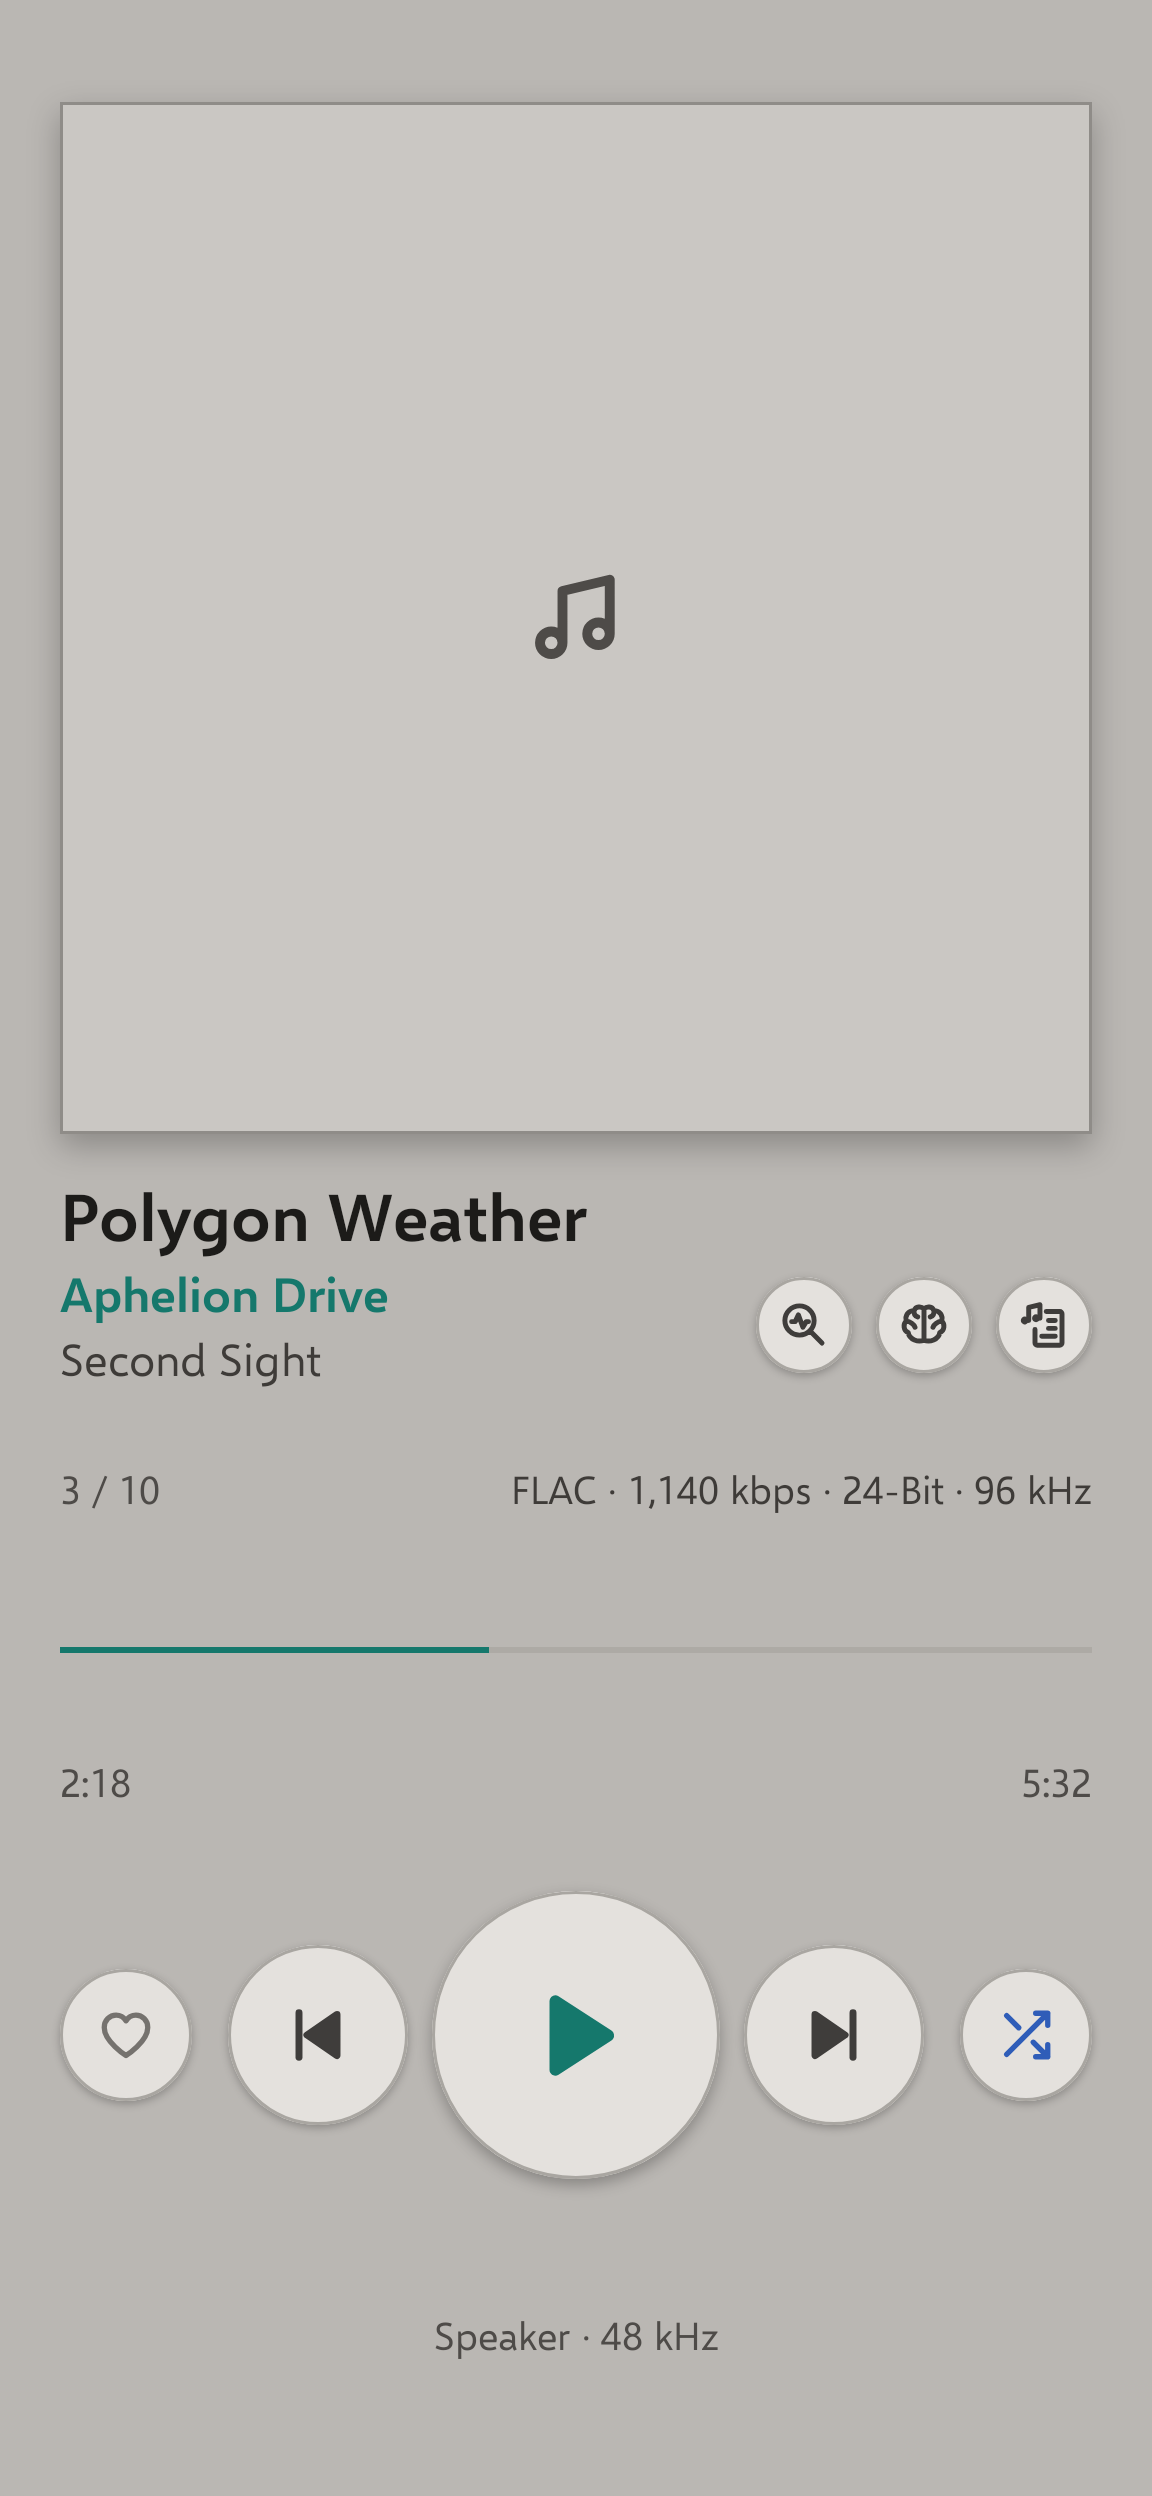 Polygon Weather
Aphelion Drive
Second Sight
3 / 10
FLAC · 1,140 kbps · 24-Bit · 96 kHz
2:18
5:32
Speaker · 48 kHz